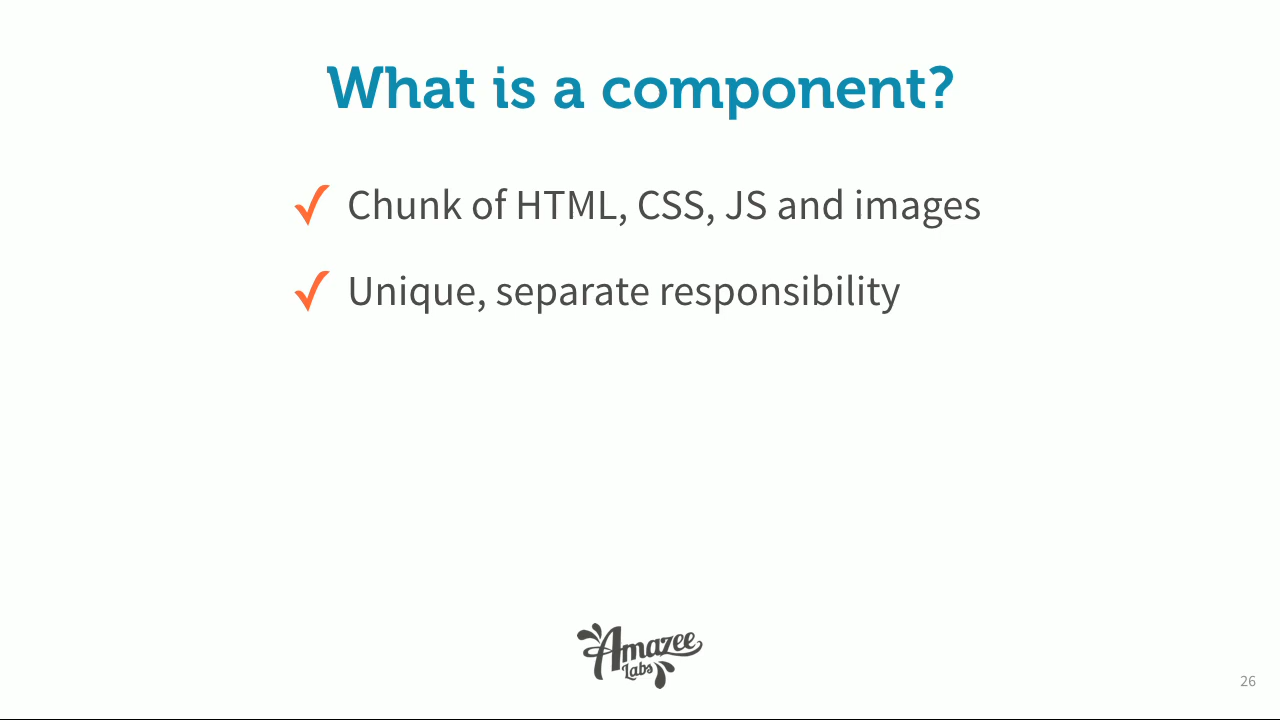 What is a component?
Chunk of HTML, CSS, JS and images
Unique, separate responsibility
Amazee
Labs
26